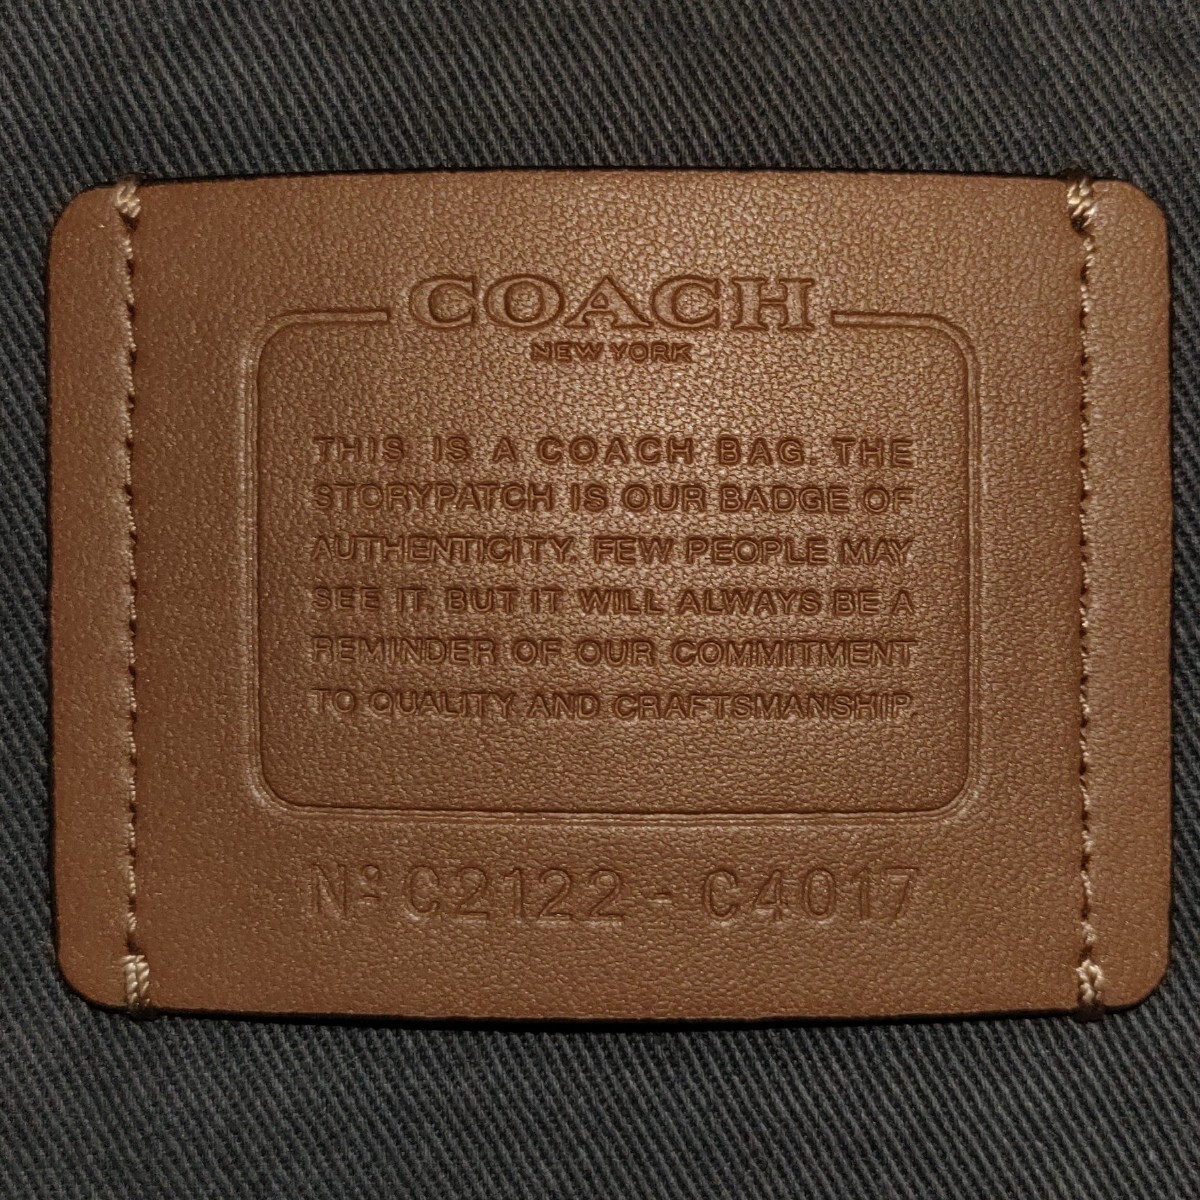 COACH
NEW YORK
THIS IS A COACH BAG. THE
STORYPATCH IS OUR BADGE OF
AUTHENTICITY. FEW PEOPLE MAY
SEE IT. BUT IT WILL ALWAYS BE A
REMINDER OF OUR COMMITMENT
TO QUALITY AND CRAFTSMANSHIP.
Nº C2122 - C4017